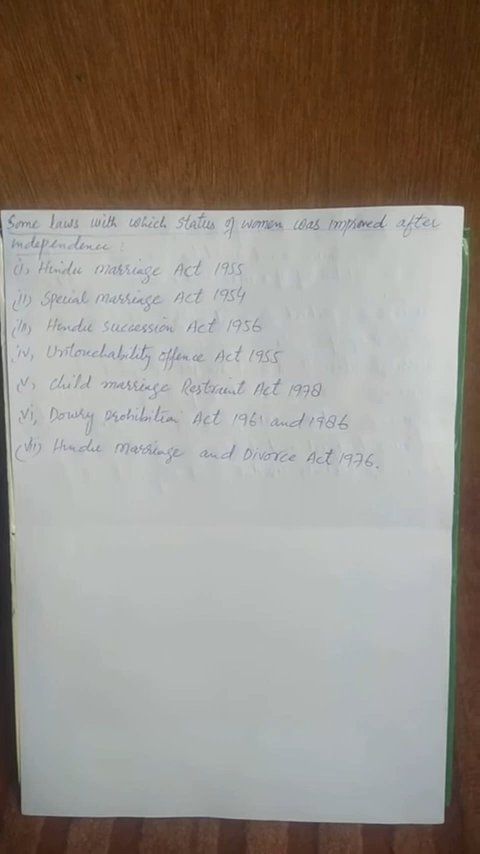 Some laws with which status of women was improved after
independence :
(i) Hindu marriage Act 1955
(ii) Special marriage Act 1954
(iii) Hindu succession Act 1956
(iv) Untouchability offence Act 1955
(v) Child marriage Restraint Act 1978
(vi) Dowry prohibition Act 1961 and 1986
(vii) Hindu Marriage and Divorce Act 1976.